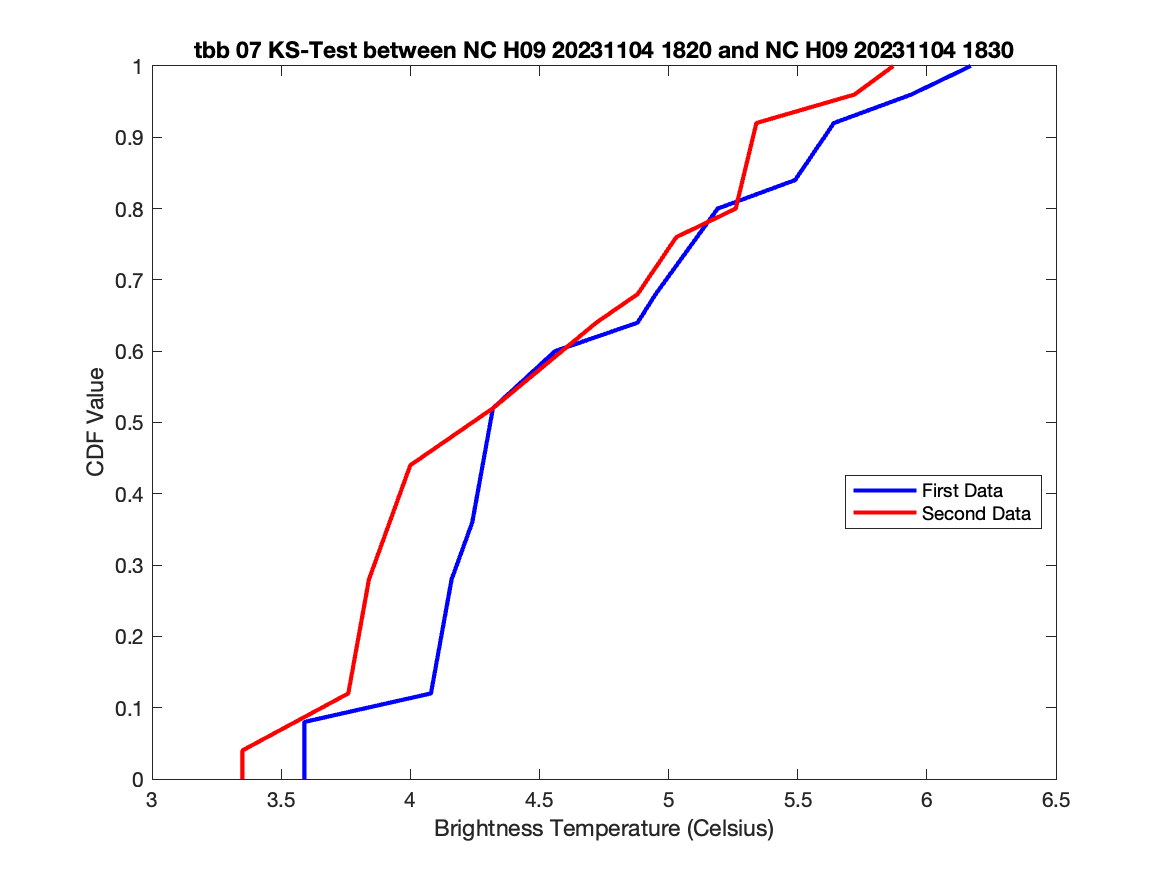 tbb 07 KS-Test between NC H09 20231104 1820 and NC H09 20231104 1830
1
0.9
0.8
0.7
0.6
0.5
0.4
0.3
0.2
0.1
0
CDF Value
First Data
Second Data
3 3.5 4 4.5 5 5.5 6 6.5
Brightness Temperature (Celsius)